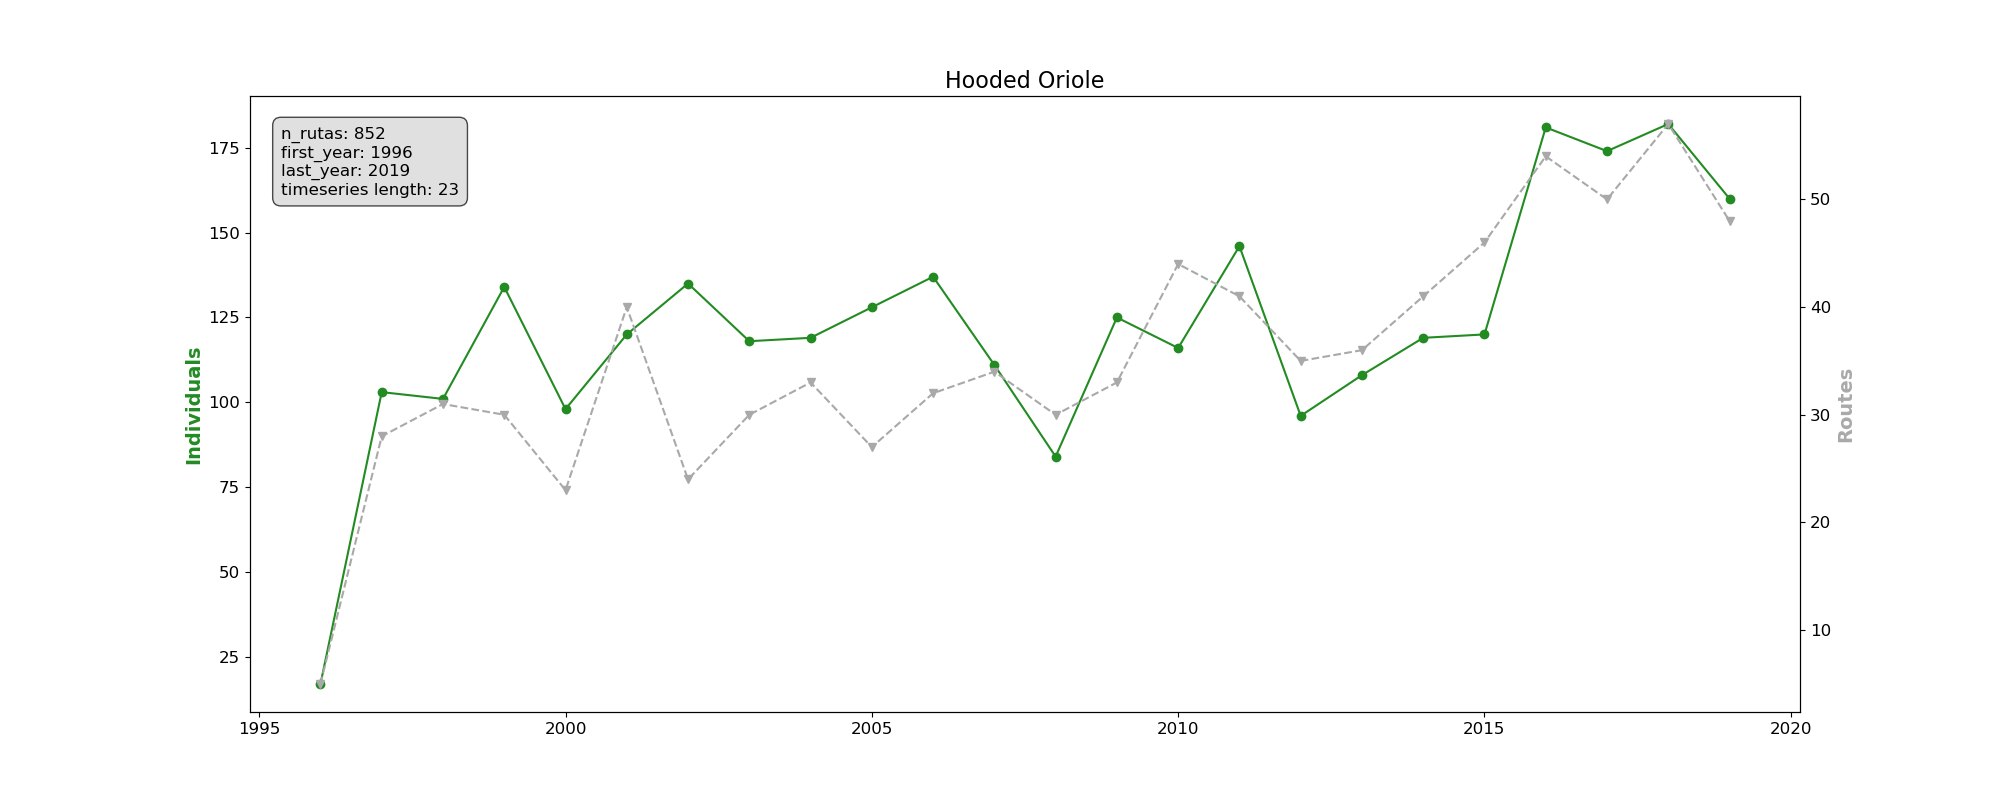 Hooded Oriole
n_rutas: 852
first_year: 1996
last_year: 2019
timeseries length: 23
Individuals
175
150
125
100
75
50
25
50
40
30
20
10
Routes
1995
2000
2005
2010
2015
2020